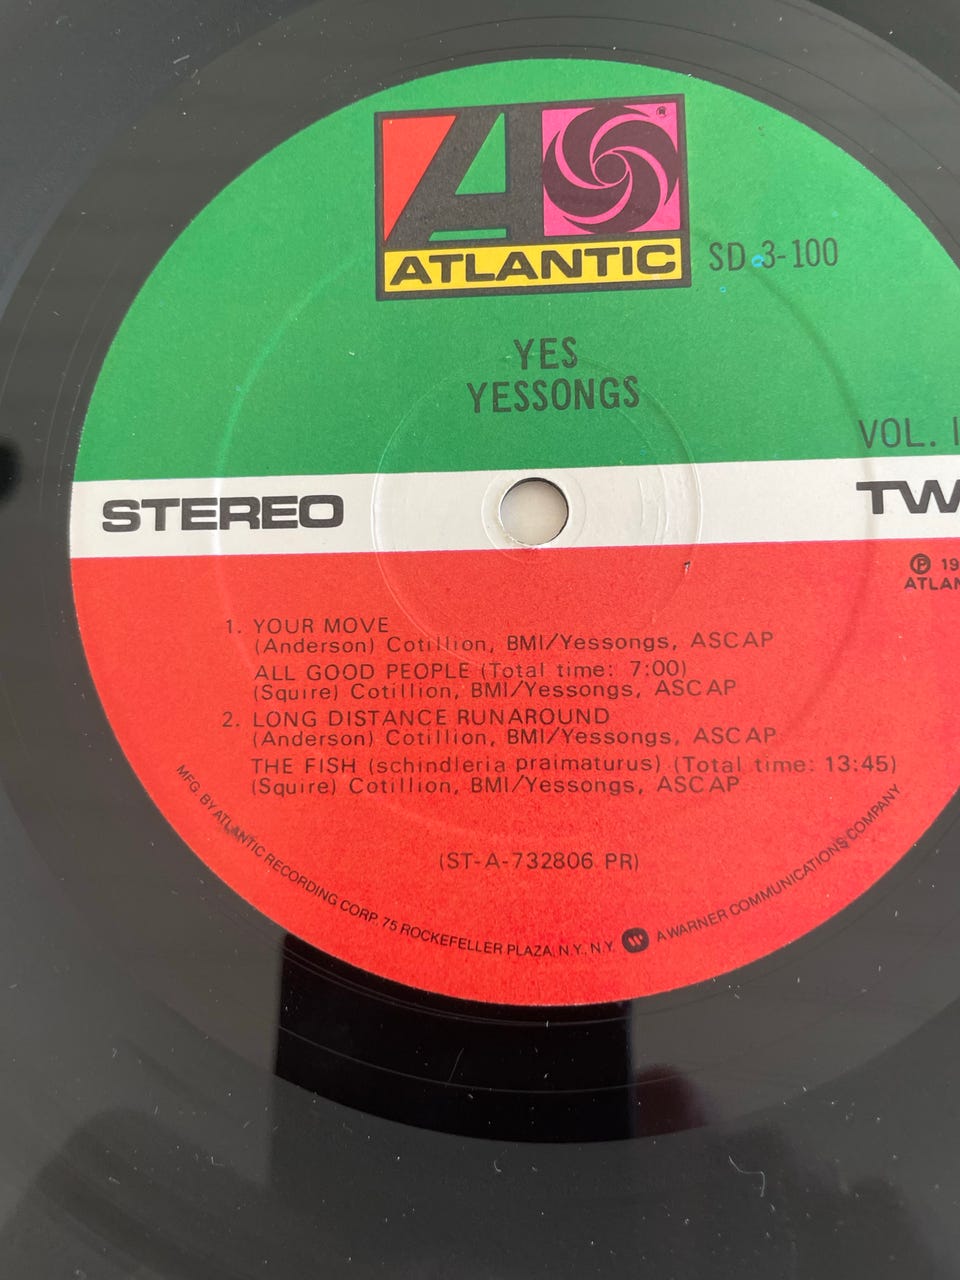 ATLANTIC
®
SD 3-100
YES
YESSONGS
VOL.
STEREO
℗
1. YOUR MOVE
(Anderson) Cotillion, BMI/Yessongs, ASCAP
ALL GOOD PEOPLE (Total time: 7:00)
(Squire) Cotillion, BMI/Yessongs, ASCAP
2. LONG DISTANCE RUNAROUND
(Anderson) Cotillion, BMI/Yessongs, ASCAP
THE FISH (schindleria praimaturus) (Total time: 13:45)
(Squire) Cotillion, BMI/Yessongs, ASCAP
(ST-A-732806 PR)
MFG. BY ATLANTIC RECORDING CORP. 75 ROCKEFELLER PLAZA, N.Y., N.Y. A WARNER COMMUNICATIONS COMPANY